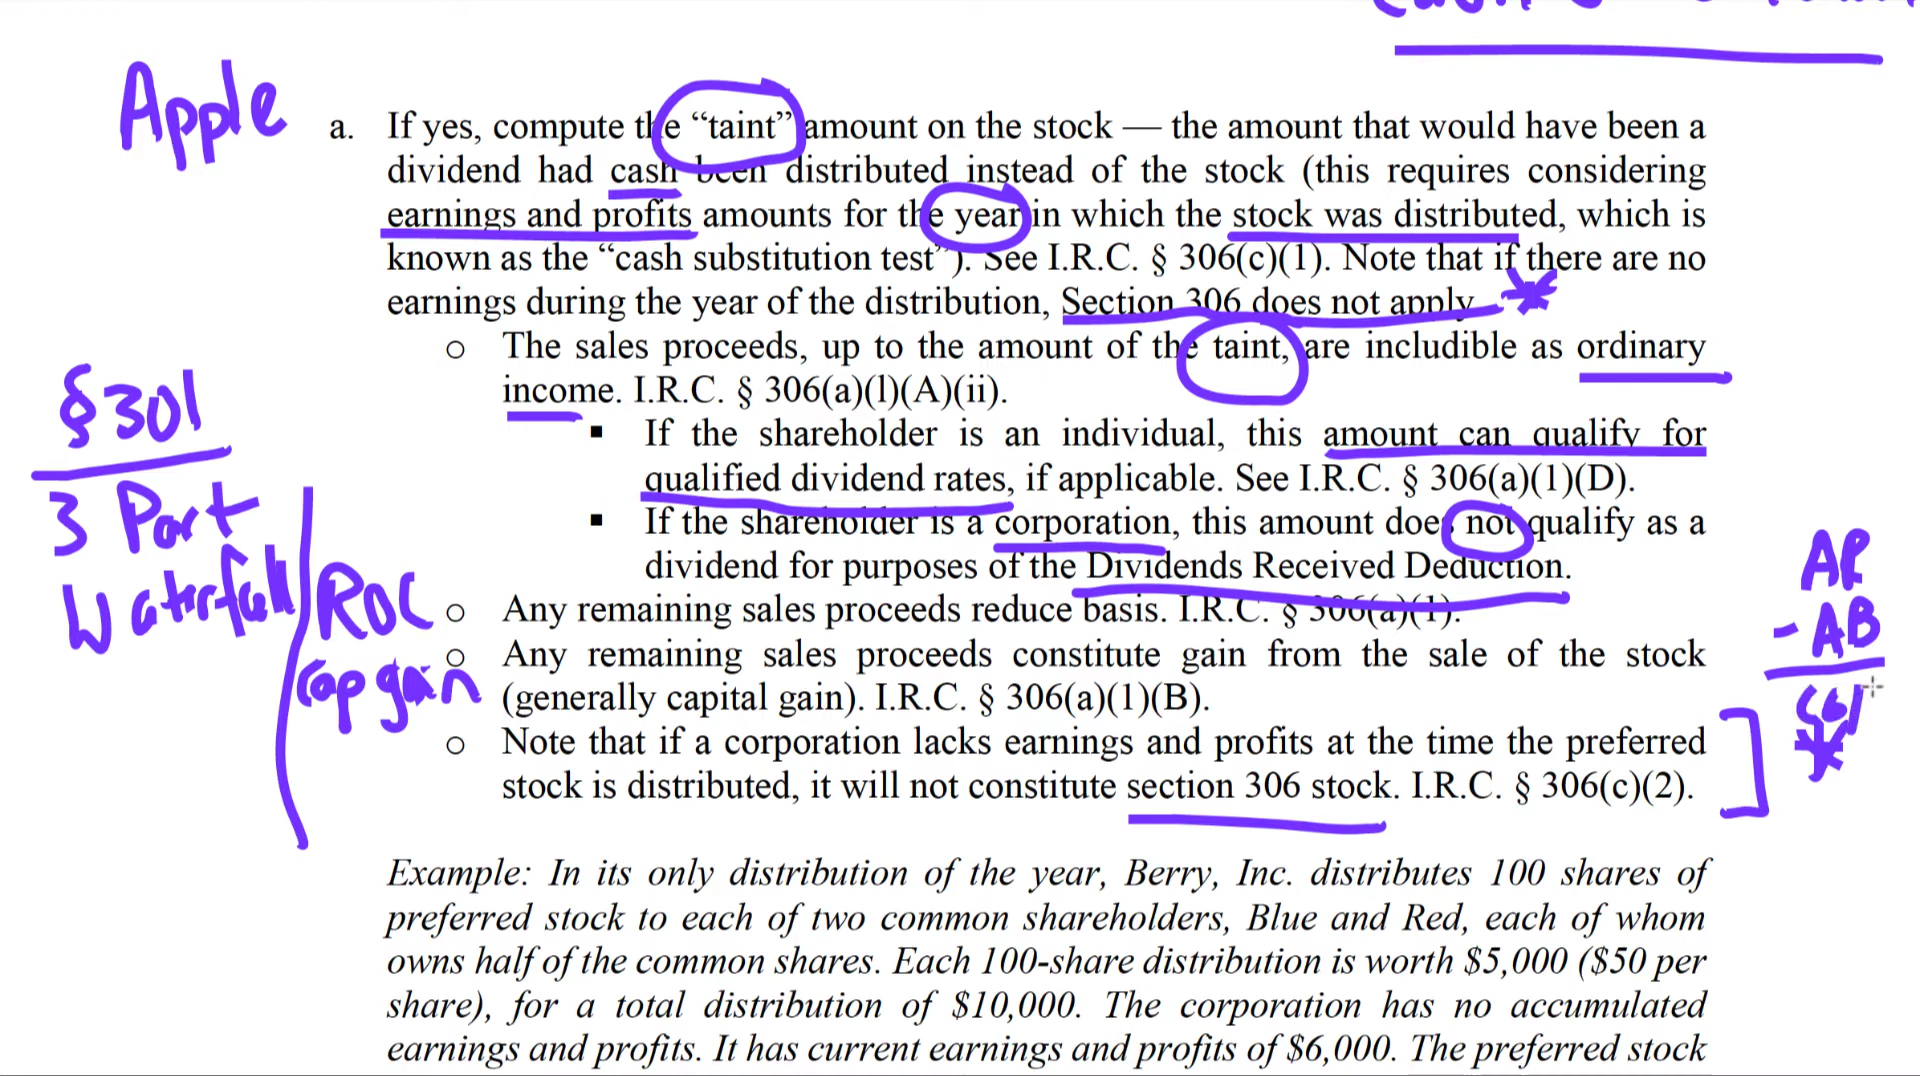 Apple
a. If yes, compute the “taint” amount on the stock — the amount that would have been a
dividend had cash been distributed instead of the stock (this requires considering
earnings and profits amounts for the year in which the stock was distributed, which is
known as the “cash substitution test”). See I.R.C. § 306(c)(1). Note that if there are no
earnings during the year of the distribution, Section 306 does not apply
o The sales proceeds, up to the amount of the taint, are includible as ordinary
income. I.R.C. § 306(a)(l)(A)(ii).
▪ If the shareholder is an individual, this amount can qualify for
qualified dividend rates, if applicable. See I.R.C. § 306(a)(1)(D).
▪ If the shareholder is a corporation, this amount does not qualify as a
dividend for purposes of the Dividends Received Deduction.
o Any remaining sales proceeds reduce basis. I.R.C. § 306(a)(1).
o Any remaining sales proceeds constitute gain from the sale of the stock
(generally capital gain). I.R.C. § 306(a)(1)(B).
o Note that if a corporation lacks earnings and profits at the time the preferred
stock is distributed, it will not constitute section 306 stock. I.R.C. § 306(c)(2).
§301
3 Part
Waterfall
ROC
Cap gain
AR
- AB
Example: In its only distribution of the year, Berry, Inc. distributes 100 shares of
preferred stock to each of two common shareholders, Blue and Red, each of whom
owns half of the common shares. Each 100-share distribution is worth $5,000 ($50 per
share), for a total distribution of $10,000. The corporation has no accumulated
earnings and profits. It has current earnings and profits of $6,000. The preferred stock